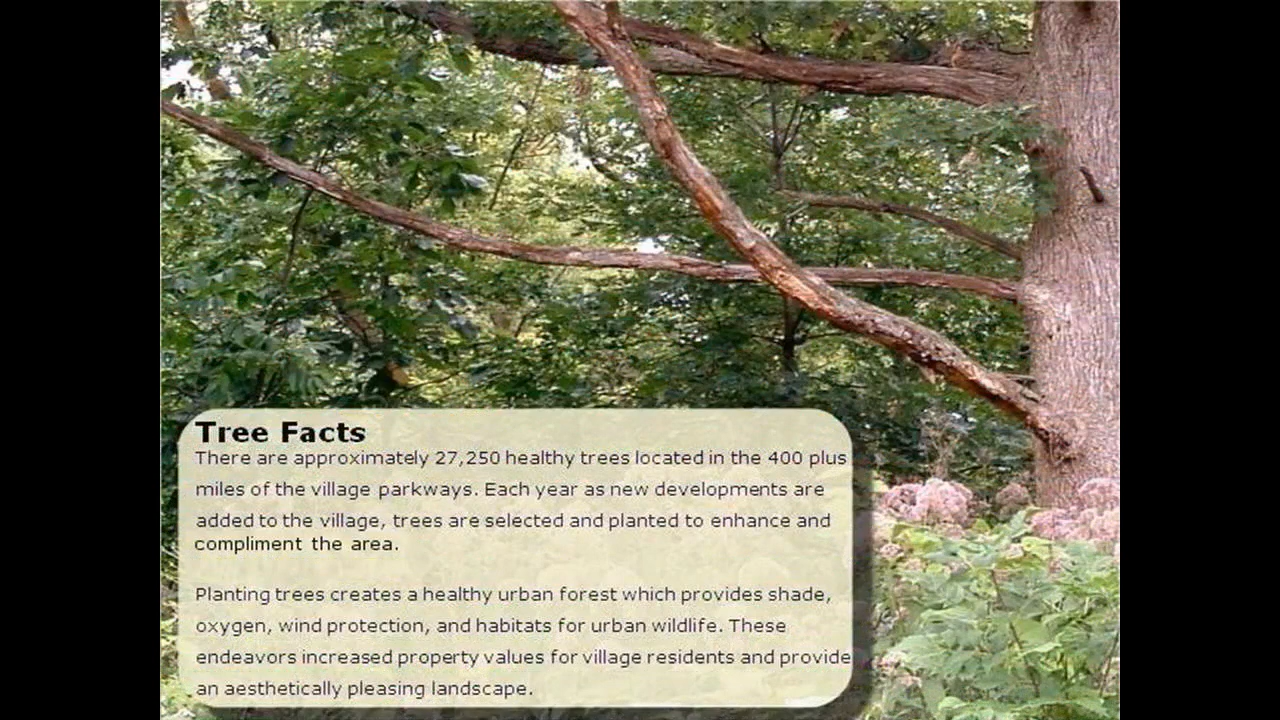 Tree Facts
There are approximately 27,250 healthy trees located in the 400 plus
miles of the village parkways. Each year as new developments are
added to the village, trees are selected and planted to enhance and
compliment the area.
Planting trees creates a healthy urban forest which provides shade,
oxygen, wind protection, and habitats for urban wildlife. These
endeavors increased property values for village residents and provide
an aesthetically pleasing landscape.